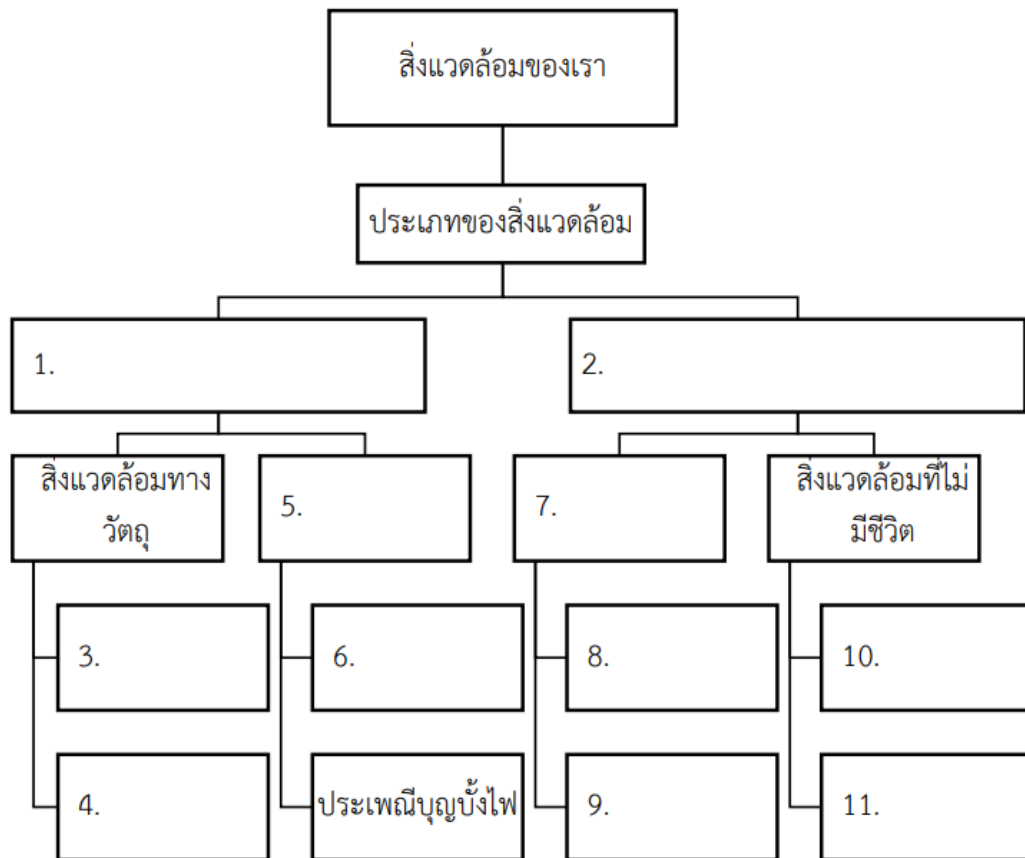 สิ่งแวดล้อมของเรา
ประเภทของสิ่งแวดล้อม
1.
2.
สิ่งแวดล้อมทาง
วัตถุ
5.
7.
สิ่งแวดล้อมที่ไม่
มีชีวิต
3.
6.
8.
10.
4.
ประเพณีบุญบั้งไฟ
9.
11.